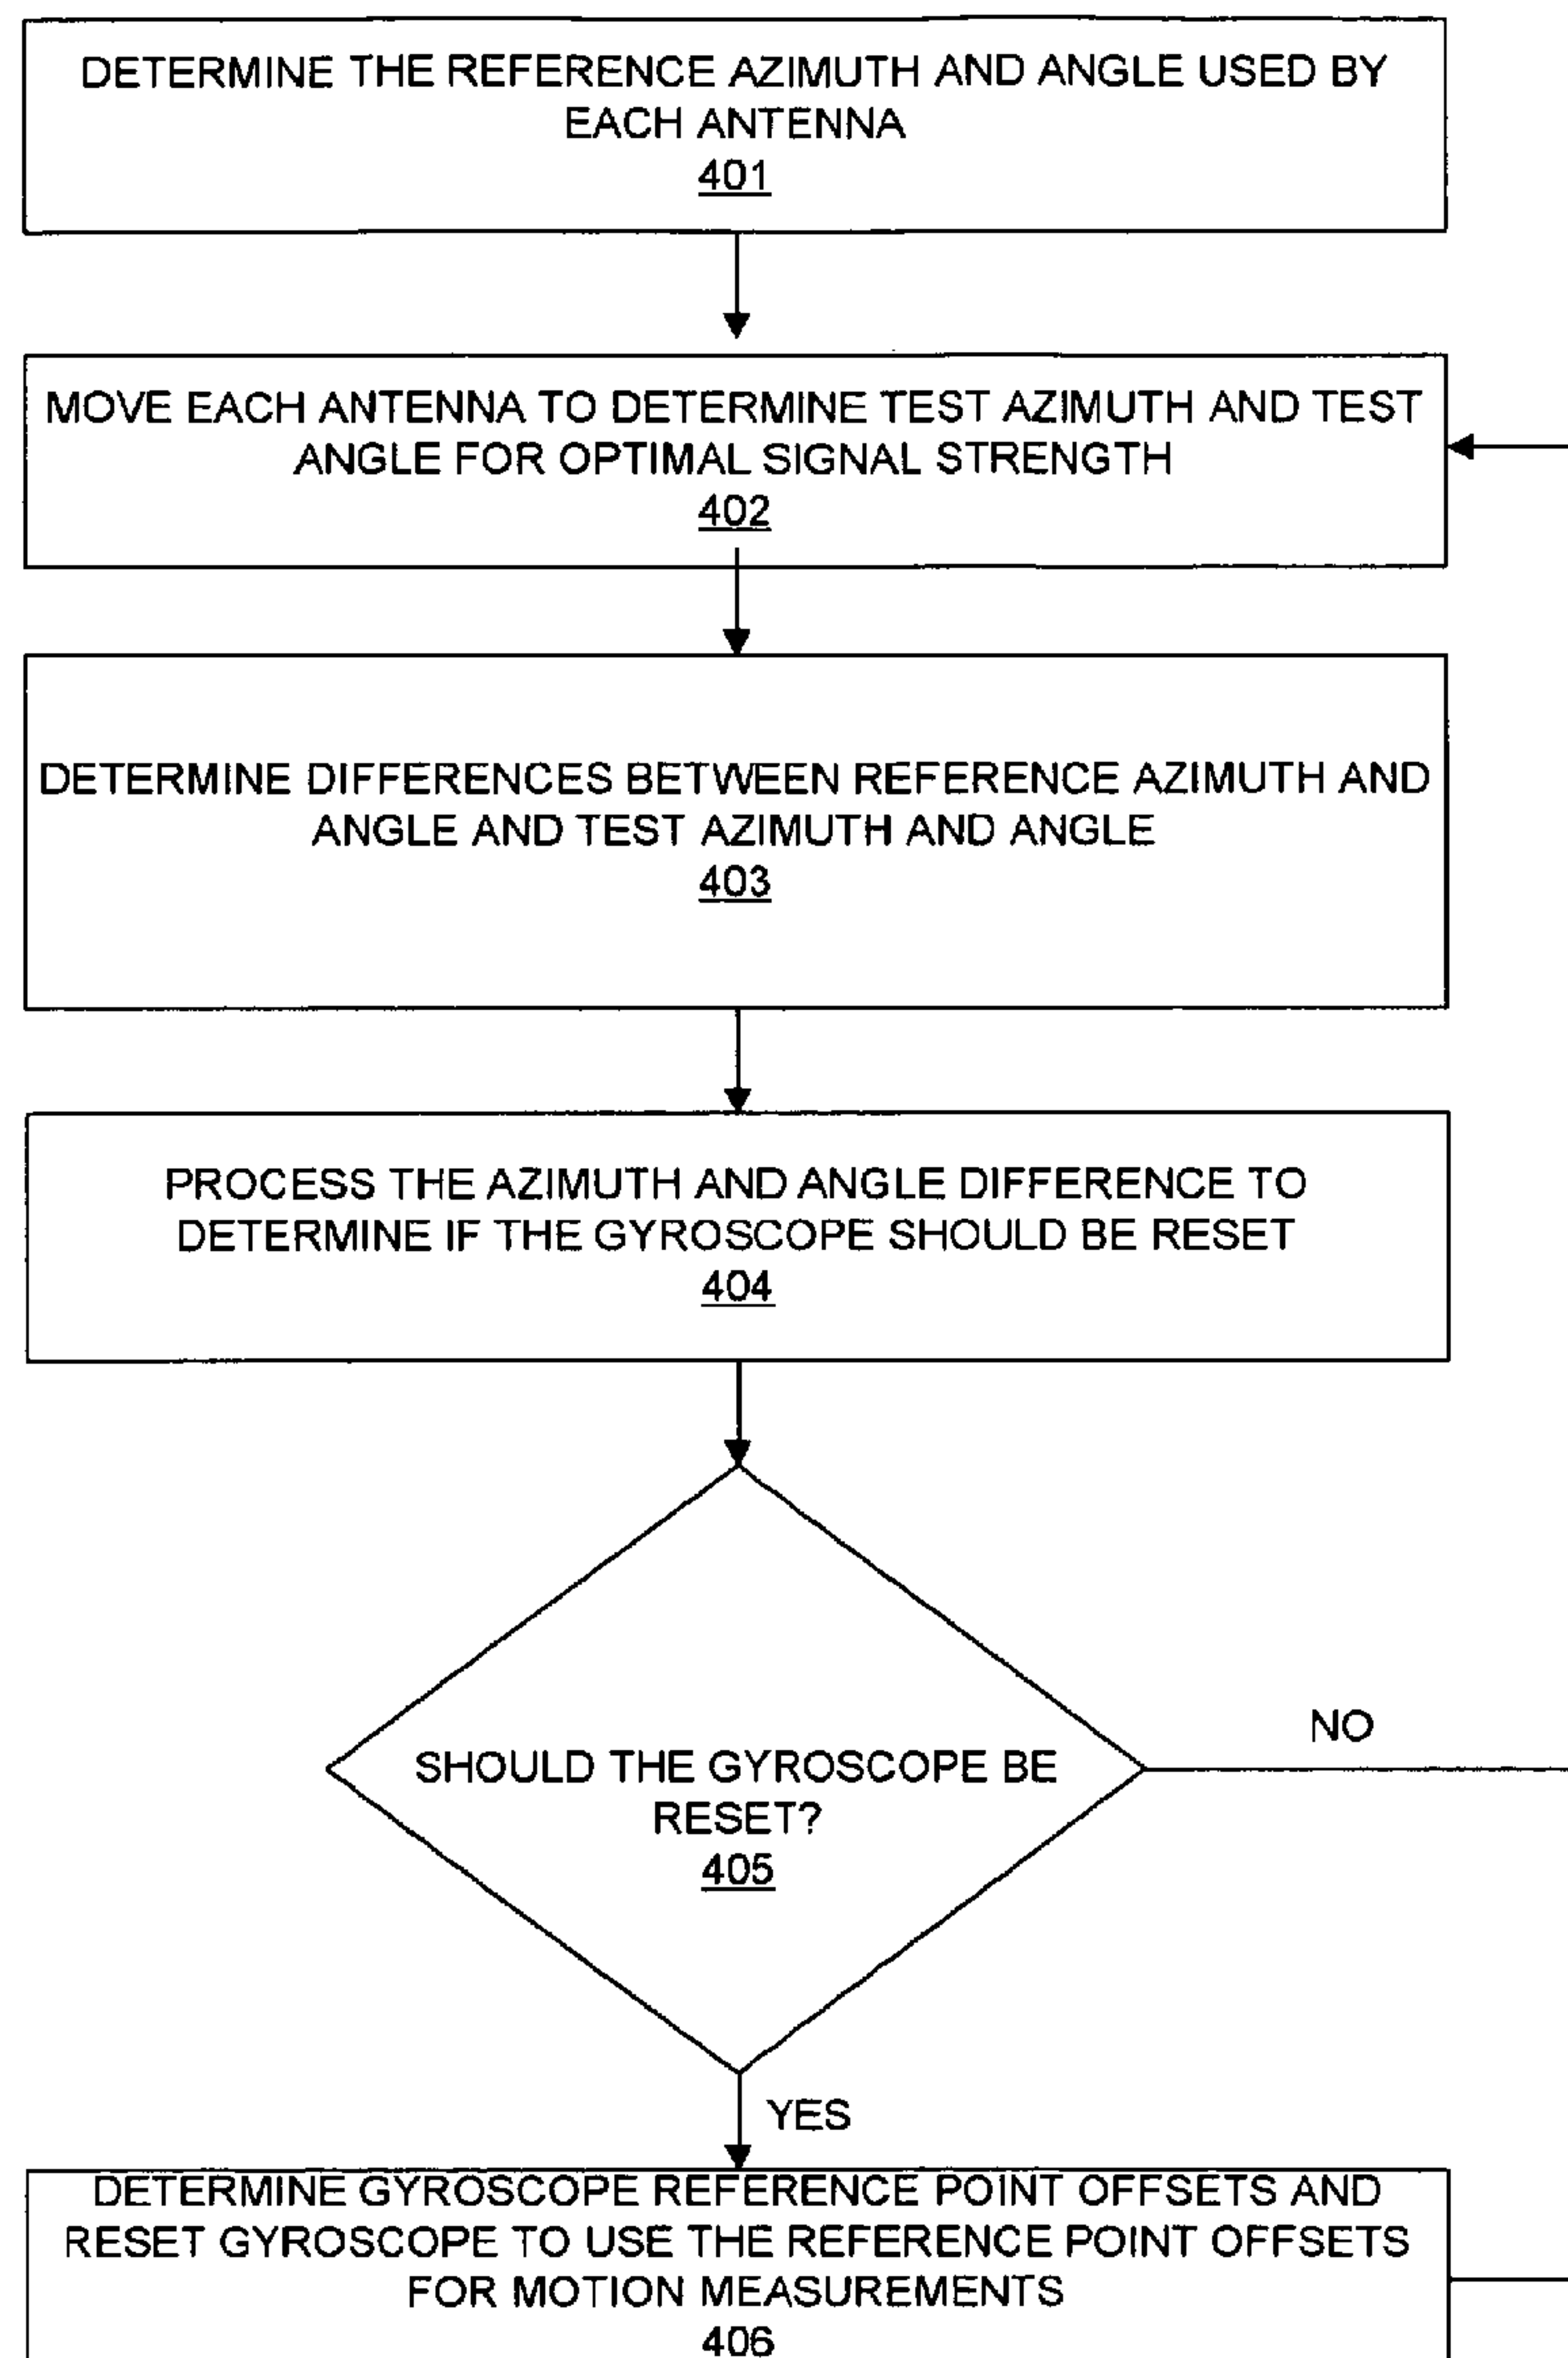 DETERMINE THE REFERENCE AZIMUTH AND ANGLE USED BY
EACH ANTENNA
401
MOVE EACH ANTENNA TO DETERMINE TEST AZIMUTH AND TEST
ANGLE FOR OPTIMAL SIGNAL STRENGTH
402
DETERMINE DIFFERENCES BETWEEN REFERENCE AZIMUTH AND
ANGLE AND TEST AZIMUTH AND ANGLE
403
PROCESS THE AZIMUTH AND ANGLE DIFFERENCE TO
DETERMINE IF THE GYROSCOPE SHOULD BE RESET
404
NO
SHOULD THE GYROSCOPE BE
RESET?
405
YES
DETERMINE GYROSCOPE REFERENCE POINT OFFSETS AND
RESET GYROSCOPE TO USE THE REFERENCE POINT OFFSETS
FOR MOTION MEASUREMENTS
406